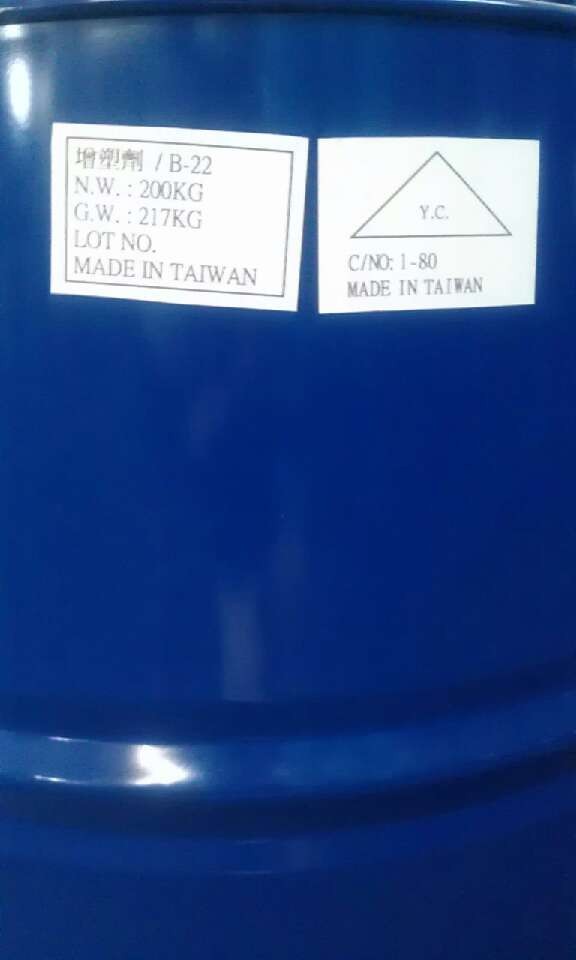 增塑劑 / B-22
N.W. : 200KG
G.W. : 217KG
LOT NO.
MADE IN TAIWAN
Y.C.
C/NO: 1-80
MADE IN TAIWAN